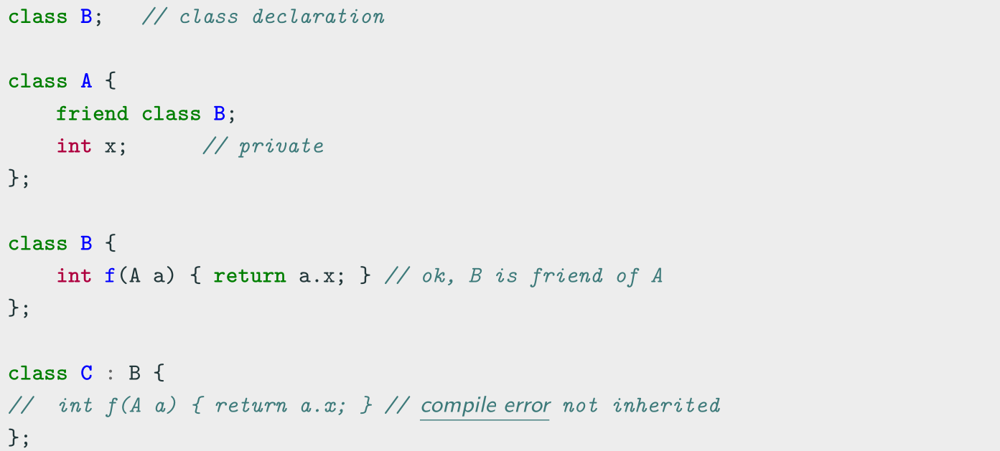 class B;   // class declaration

class A {
    friend class B;
    int x;      // private
};

class B {
    int f(A a) { return a.x; } // ok, B is friend of A
};

class C : B {
//  int f(A a) { return a.x; } // compile error not inherited
};